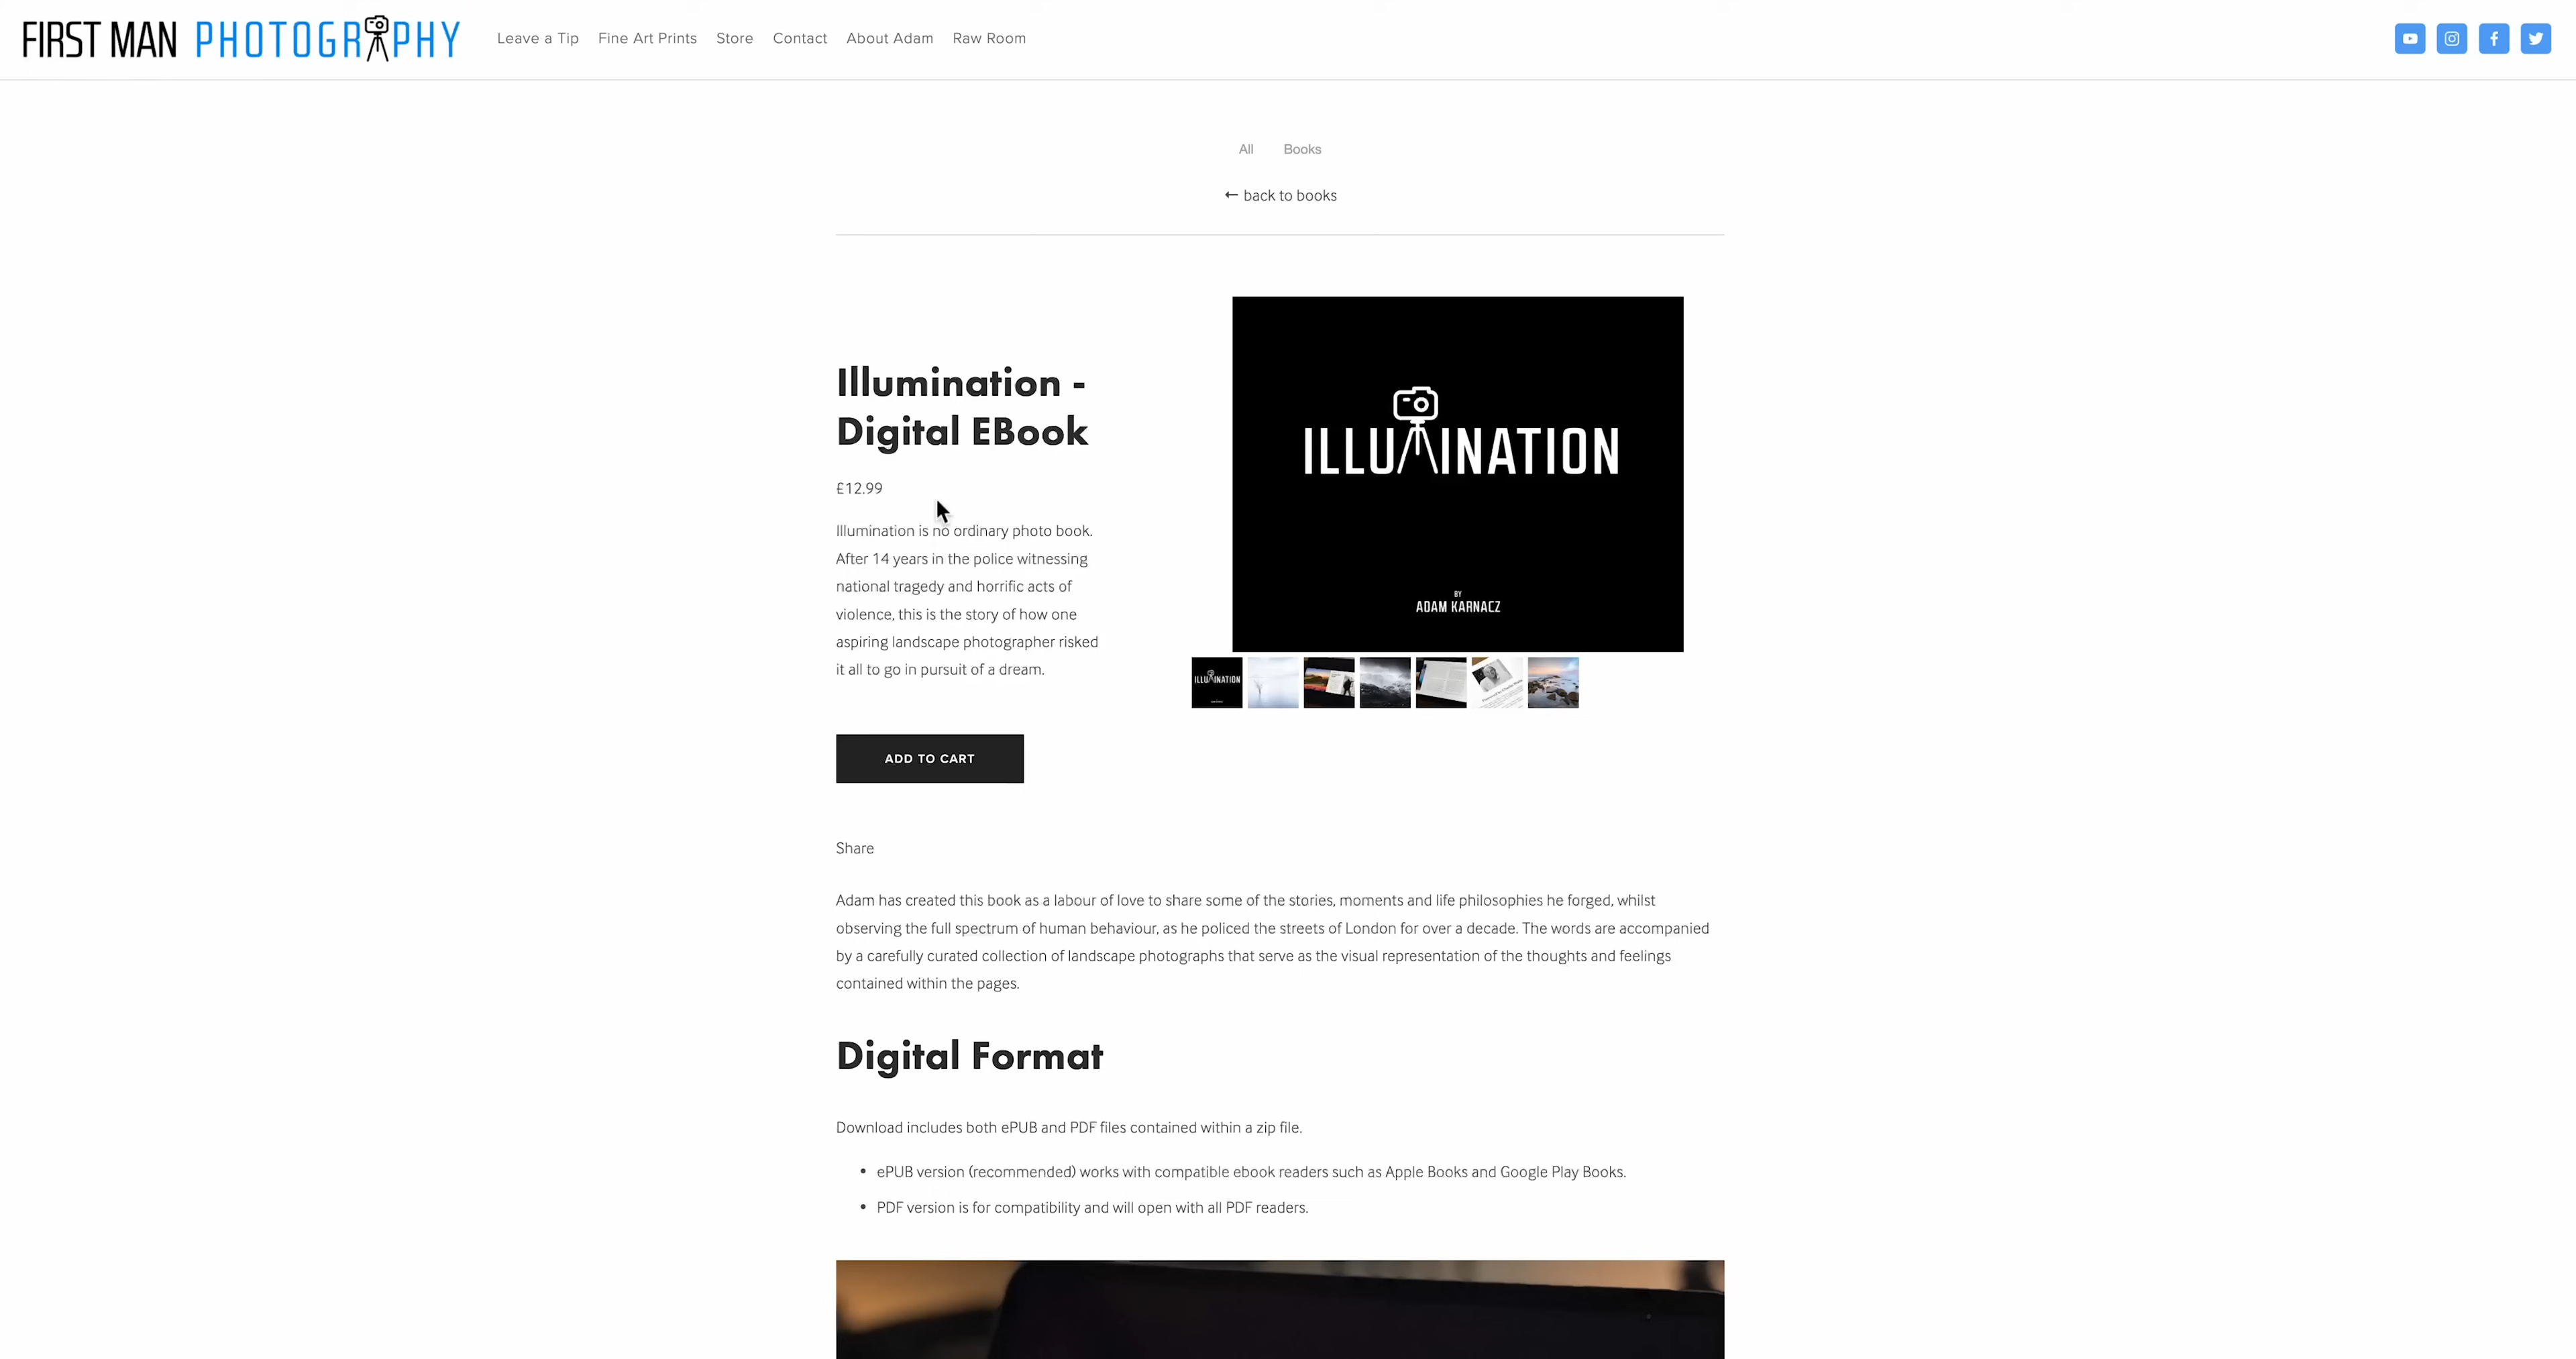 FIRST MAN PHOTOGRAPHY
Leave a Tip Fine Art Prints Store Contact About Adam Raw Room
All Books
← back to books
Illumination -
Digital EBook
£12.99
Illumination is no ordinary photo book.
After 14 years in the police witnessing
national tragedy and horrific acts of
violence, this is the story of how one
aspiring landscape photographer risked
it all to go in pursuit of a dream.
ADD TO CART
ILLUMINATION
BY
ADAM KARNACZ
ILLUMINATION
Share
Adam has created this book as a labour of love to share some of the stories, moments and life philosophies he forged, whilst
observing the full spectrum of human behaviour, as he policed the streets of London for over a decade. The words are accompanied
by a carefully curated collection of landscape photographs that serve as the visual representation of the thoughts and feelings
contained within the pages.
Digital Format
Download includes both ePUB and PDF files contained within a zip file.
• ePUB version (recommended) works with compatible ebook readers such as Apple Books and Google Play Books.
• PDF version is for compatibility and will open with all PDF readers.